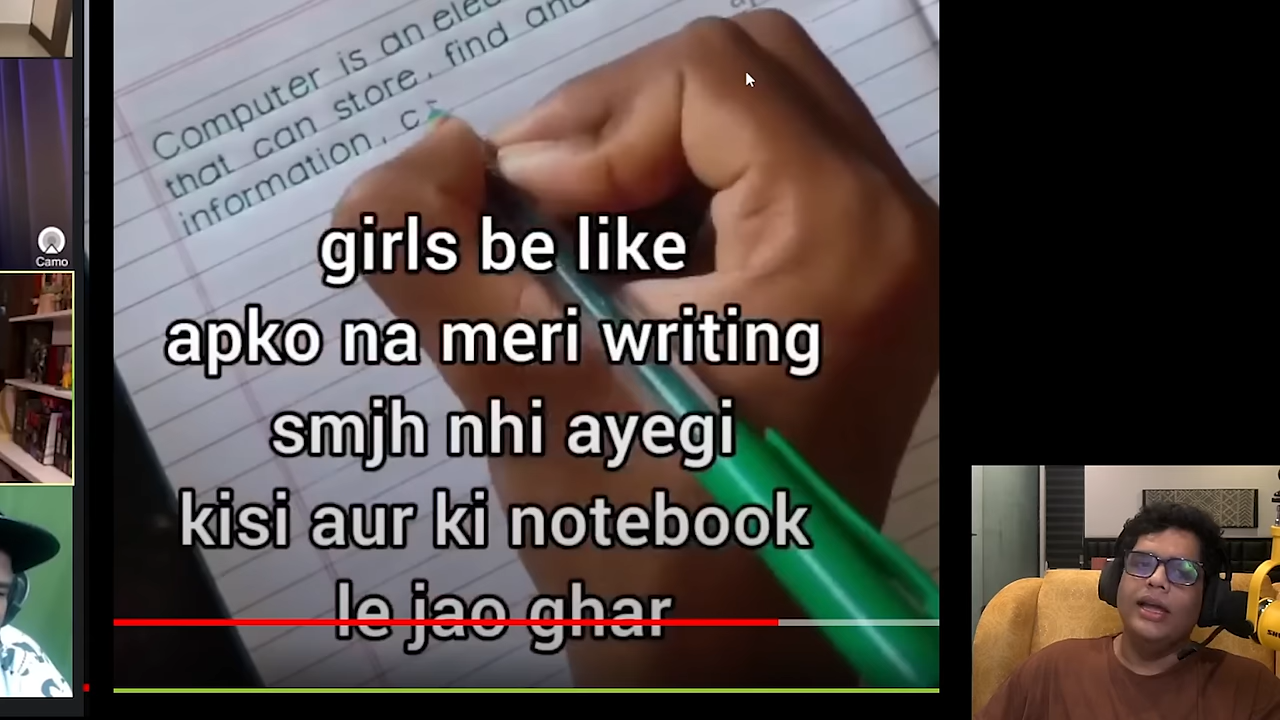 Computer is an elec
that can store, find and
information, c
Camo
girls be like
apko na meri writing
smjh nhi ayegi
kisi aur ki notebook
le jao ghar